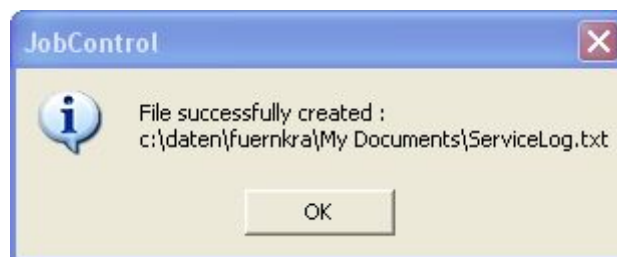 JobControl
File successfully created :
c:\daten\fuernkra\My Documents\ServiceLog.txt
OK